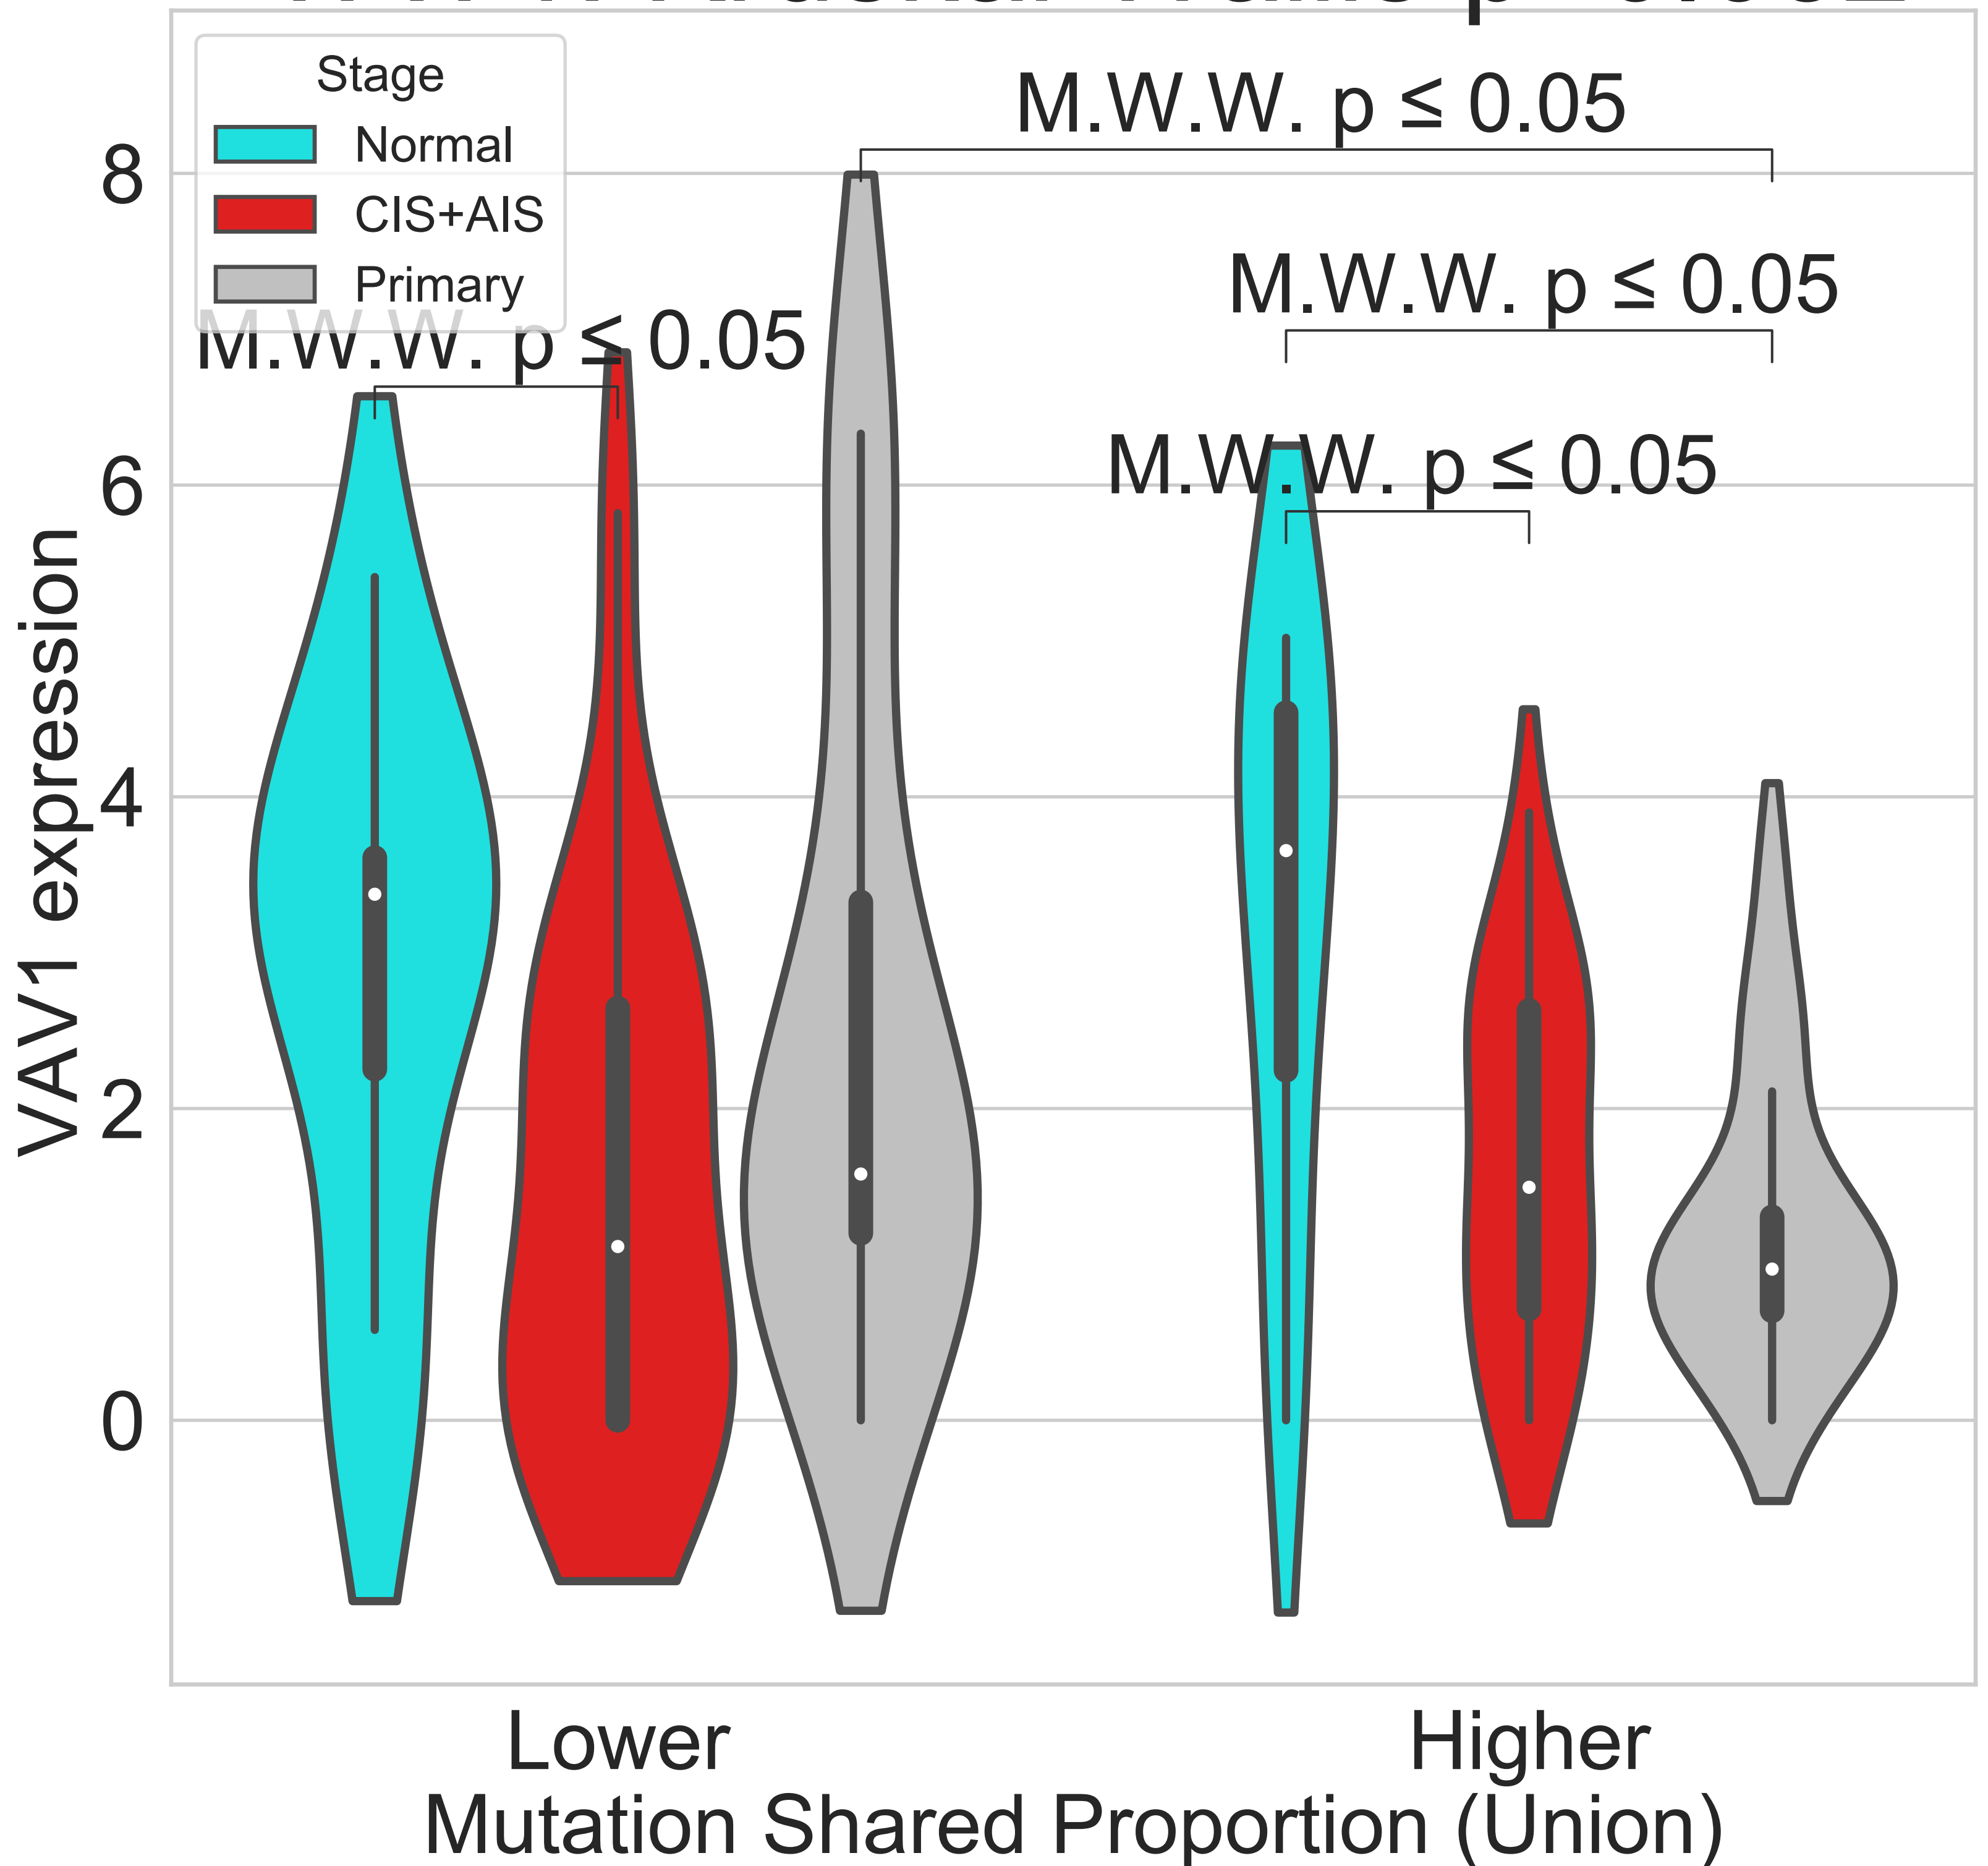 Stage
Normal
CIS+AIS
Primary
M.W.W. p ≤ 0.05
M.W.W. p ≤ 0.05
M.W.W. p ≤ 0.05
M.W.W. p ≤ 0.05
8
6
4
2
0
VAV1 expression
Lower
Higher
Mutation Shared Proportion (Union)